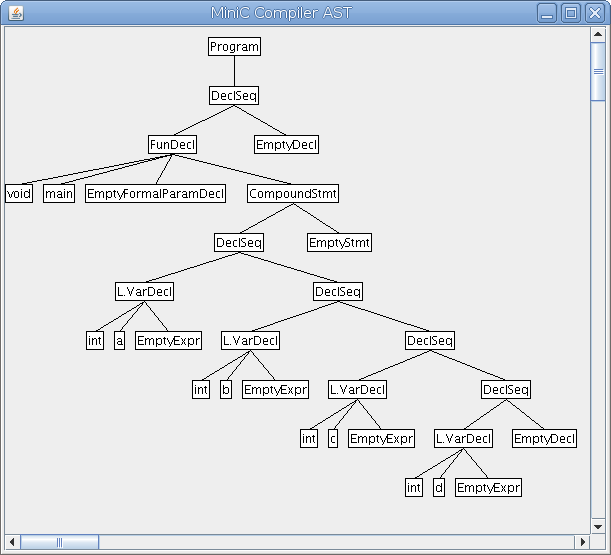 MiniC Compiler AST
Program
DeclSeq
FunDecl EmptyDecl
void main EmptyFormalParamDecl CompoundStmt
DeclSeq EmptyStmt
L.VarDecl DeclSeq
int a EmptyExpr L.VarDecl DeclSeq
int b EmptyExpr L.VarDecl DeclSeq
int c EmptyExpr L.VarDecl EmptyDecl
int d EmptyExpr